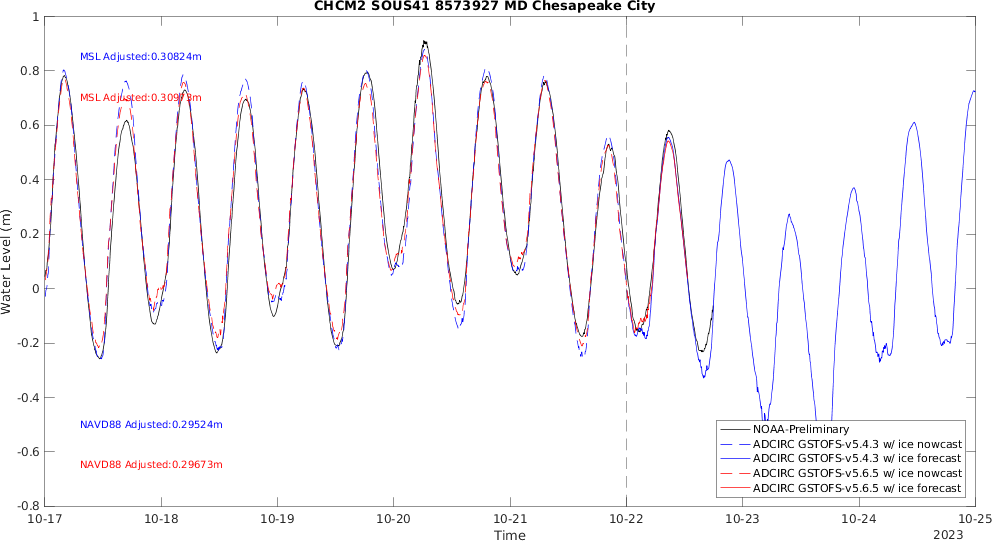 CHCM2 SOUS41 8573927 MD Chesapeake City
1
0.8
0.6
0.4
0.2
0
-0.2
-0.4
-0.6
-0.8
Water Level (m)
MSL Adjusted:0.30824m
MSL Adjusted:0.30973m
NAVD88 Adjusted:0.29524m
NAVD88 Adjusted:0.29673m
NOAA-Preliminary
ADCIRC GSTOFS-v5.4.3 w/ ice nowcast
ADCIRC GSTOFS-v5.4.3 w/ ice forecast
ADCIRC GSTOFS-v5.6.5 w/ ice nowcast
ADCIRC GSTOFS-v5.6.5 w/ ice forecast
10-17 10-18 10-19 10-20 10-21 10-22 10-23 10-24 10-25
Time
2023